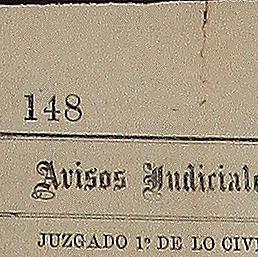 148
Avisos Judiciale
JUZGADO 1º DE LO CIVI